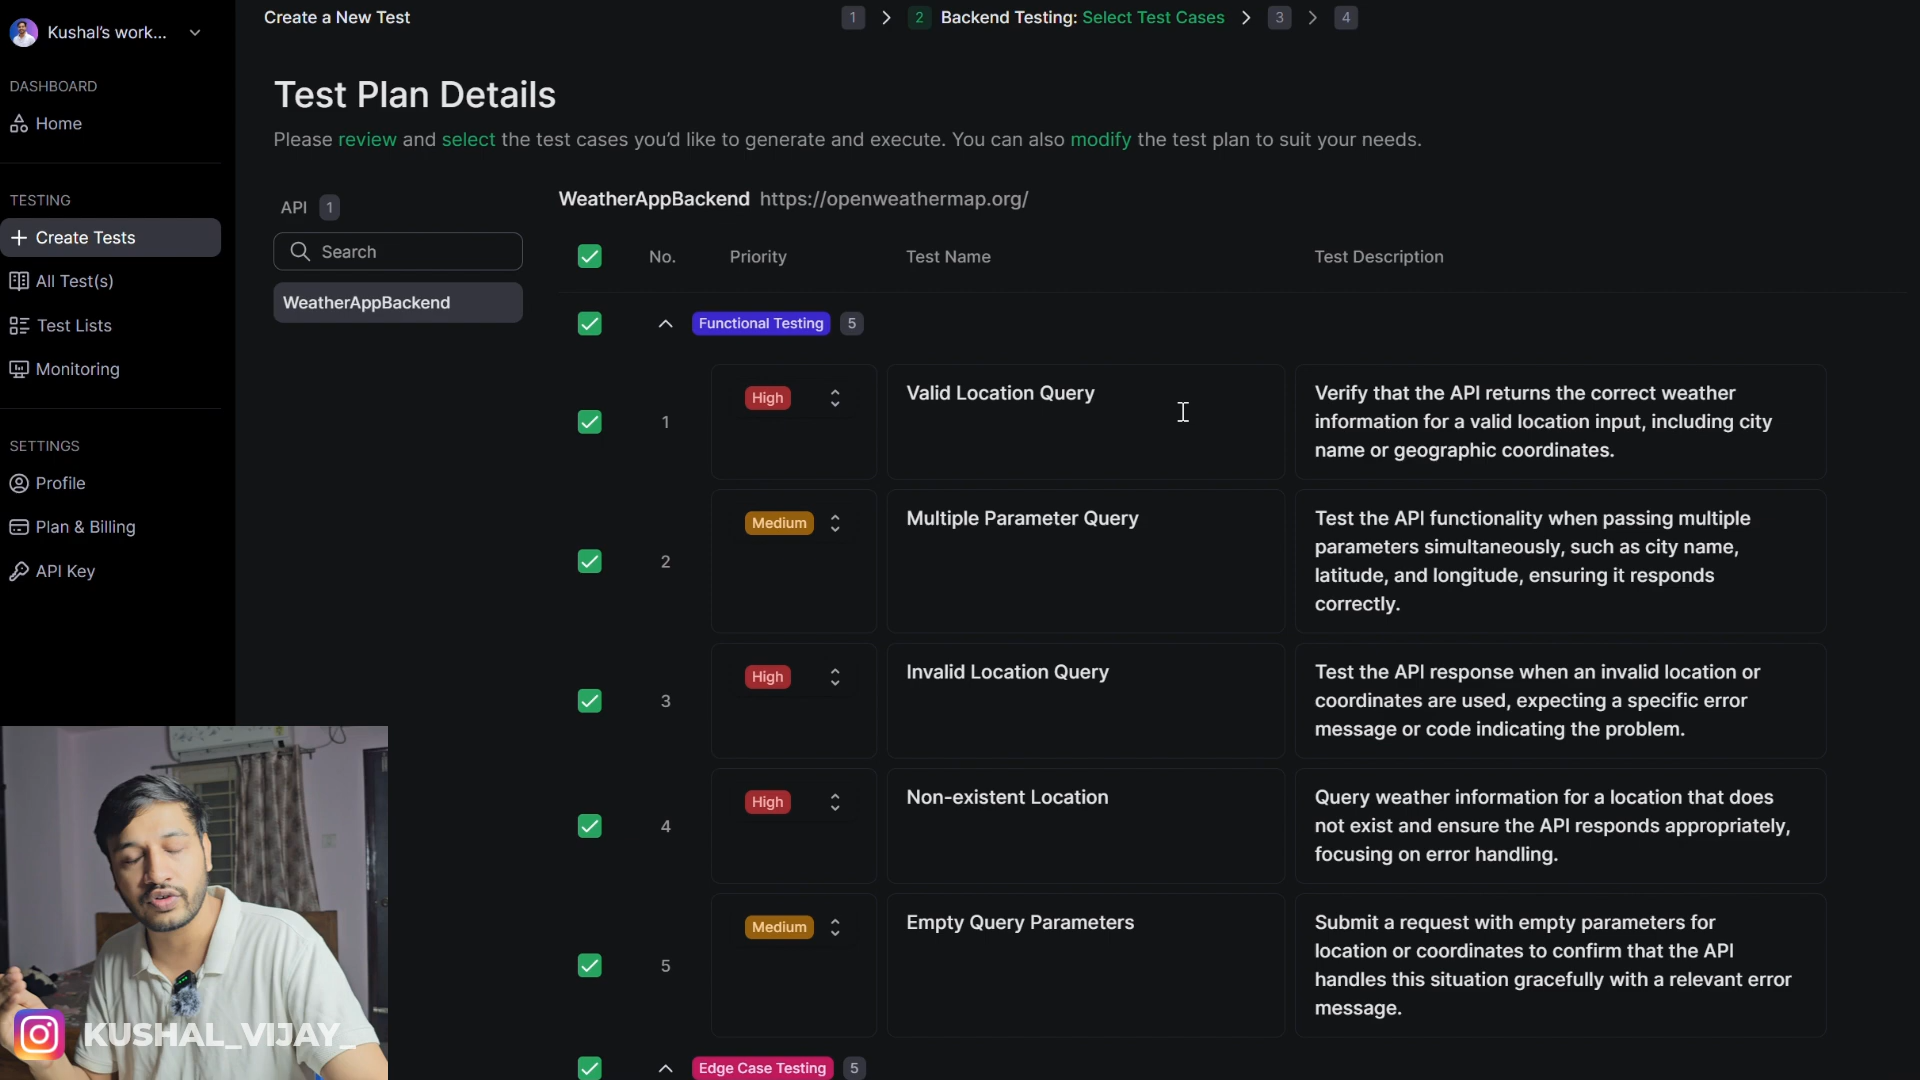 Kushal's work...
DASHBOARD
Home
TESTING
Create Tests
All Test(s)
Test Lists
Monitoring
SETTINGS
Profile
Plan & Billing
API Key
Create a New Test
1 > 2 Backend Testing: Select Test Cases > 3 > 4
Test Plan Details
Please review and select the test cases you'd like to generate and execute. You can also modify the test plan to suit your needs.
API 1
Search
WeatherAppBackend
WeatherAppBackend https://openweathermap.org/
No. Priority Test Name Test Description
Functional Testing 5
1 High Valid Location Query
Verify that the API returns the correct weather
information for a valid location input, including city
name or geographic coordinates.
2 Medium Multiple Parameter Query
Test the API functionality when passing multiple
parameters simultaneously, such as city name,
latitude, and longitude, ensuring it responds
correctly.
3 High Invalid Location Query
Test the API response when an invalid location or
coordinates are used, expecting a specific error
message or code indicating the problem.
4 High Non-existent Location
Query weather information for a location that does
not exist and ensure the API responds appropriately,
focusing on error handling.
5 Medium Empty Query Parameters
Submit a request with empty parameters for
location or coordinates to confirm that the API
handles this situation gracefully with a relevant error
message.
Edge Case Testing 5
KUSHAL_VIJAY_